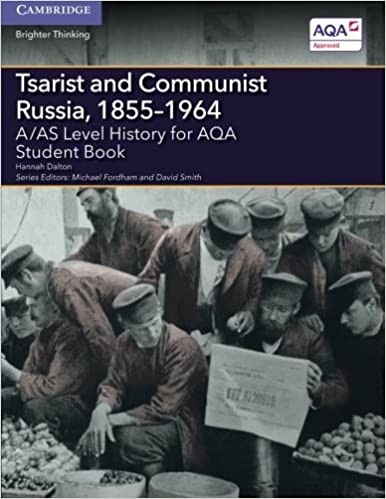 CAMBRIDGE
Brighter Thinking
AQA
Approved
Tsarist and Communist
Russia, 1855–1964
A/AS Level History for AQA
Student Book
Hannah Dalton
Series Editors: Michael Fordham and David Smith